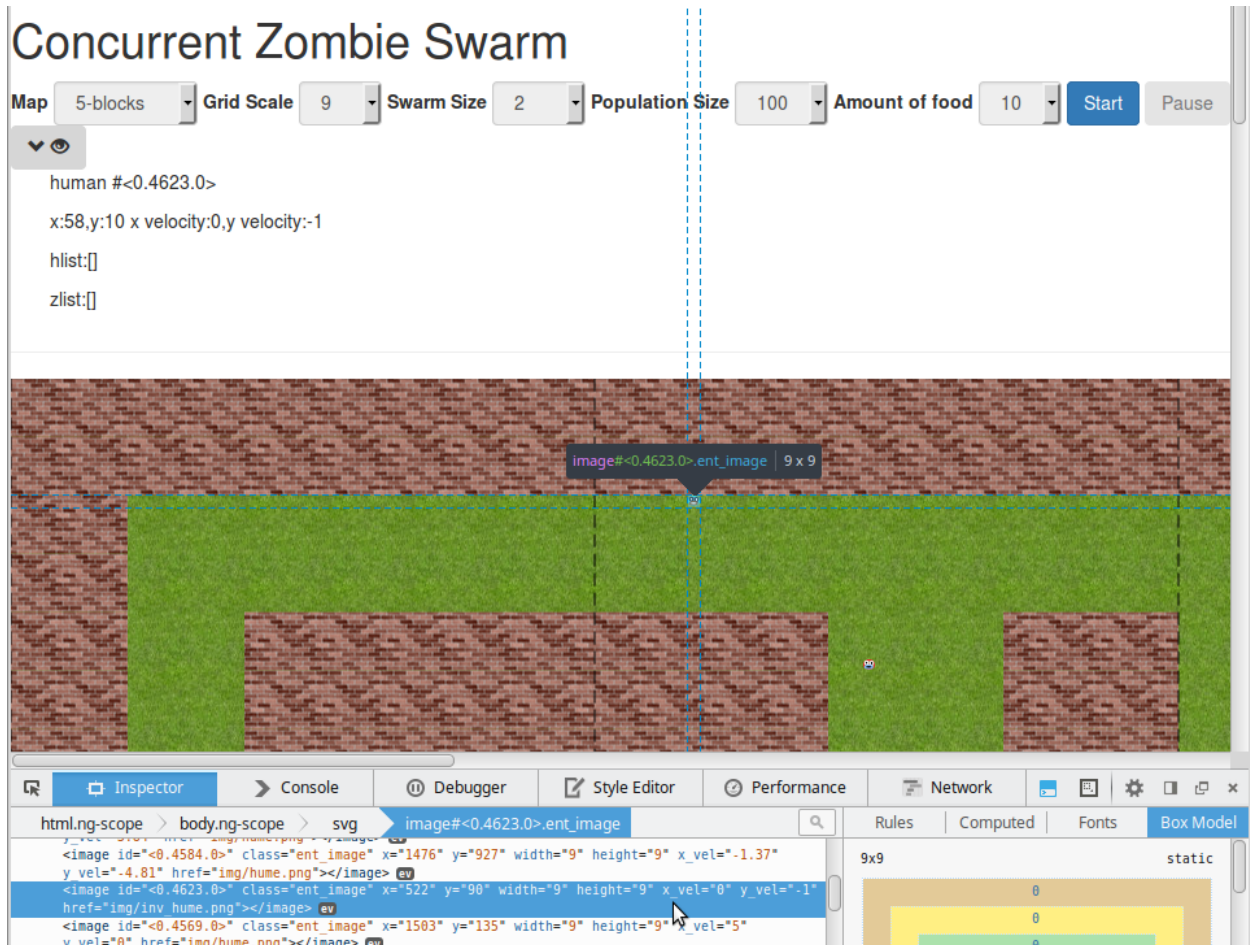 Concurrent Zombie Swarm
Map 5-blocks Grid Scale 9 Swarm Size 2 Population Size 100 Amount of food 10 Start Pause
human #<0.4623.0>
x:58,y:10 x velocity:0,y velocity:-1
hlist:[]
zlist:[]
image#<0.4623.0>.ent_image 9 x 9
Inspector Console Debugger Style Editor Performance Network
html.ng-scope body.ng-scope svg image#<0.4623.0>.ent_image Rules Computed Fonts Box Model
<image id="<0.4584.0>" class="ent_image" x="1476" y="927" width="9" height="9" x_vel="-1.37"
y_vel="-4.81" href="img/hume.png"></image> ev
<image id="<0.4623.0>" class="ent_image" x="522" y="90" width="9" height="9" x_vel="0" y_vel="-1"
href="img/inv_hume.png"></image> ev
<image id="<0.4569.0>" class="ent_image" x="1503" y="135" width="9" height="9" x_vel="5"
y_vel="0" href="img/hume.png"></image> ev
9x9 static
0
0
0